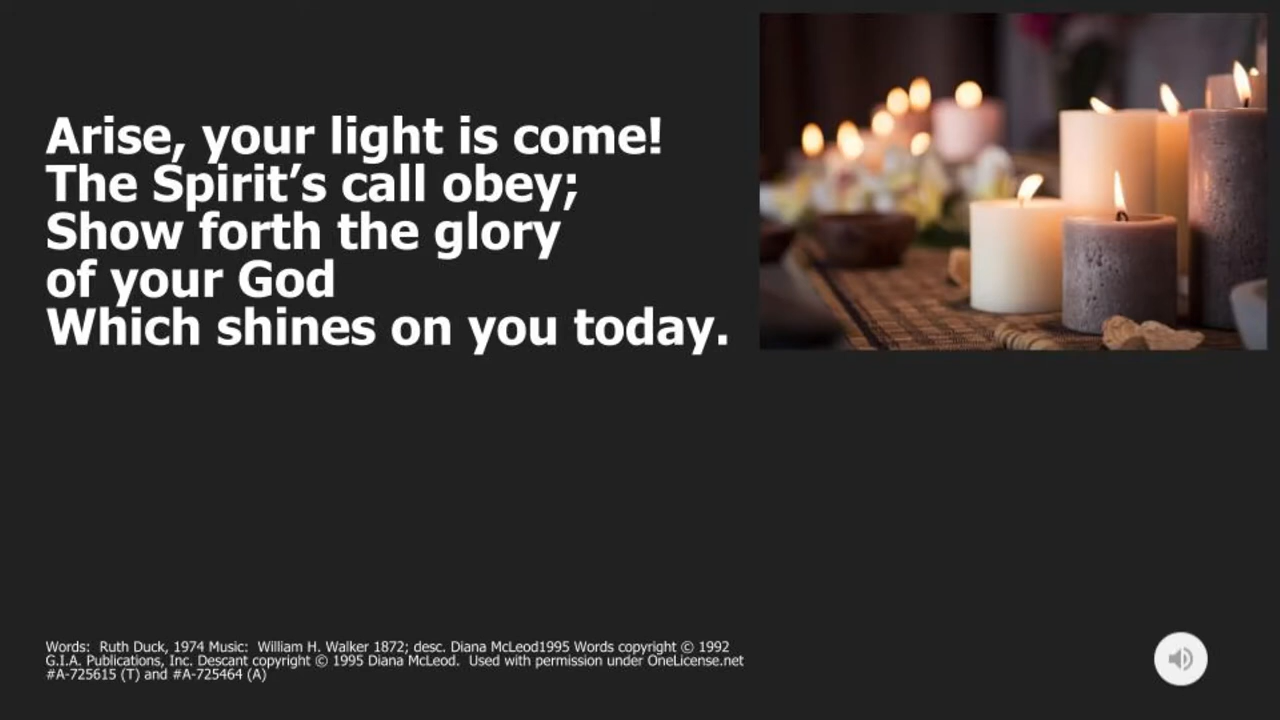 Arise, your light is come!
The Spirit’s call obey;
Show forth the glory
of your God
Which shines on you today.
Words:  Ruth Duck, 1974 Music:  William H. Walker 1872; desc. Diana McLeod1995 Words copyright © 1992
G.I.A. Publications, Inc. Descant copyright © 1995 Diana McLeod.  Used with permission under OneLicense.net
#A-725615 (T) and #A-725464 (A)